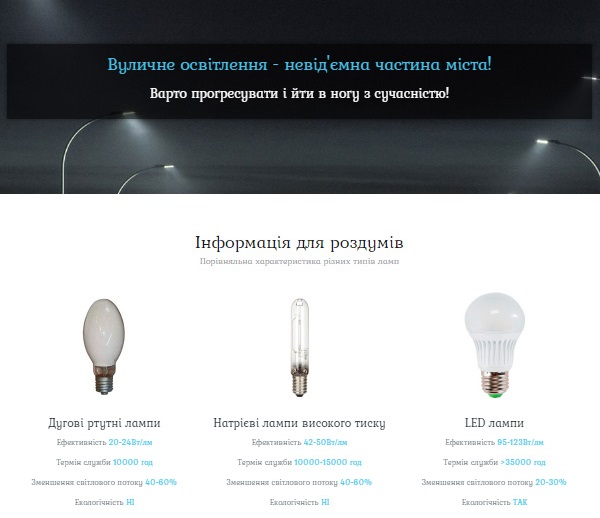 Вуличне освітлення - невід'ємна частина міста!
Варто прогресувати і йти в ногу з сучасністю!
Інформація для роздумів
Порівняльна характеристика різних типів ламп
Дугові ртутні лампи
Ефективність 20-24Вт/лм
Термін служби 10000 год
Зменшення світлового потоку 40-60%
Екологічність НІ
Натрієві лампи високого тиску
Ефективність 42-50Вт/лм
Термін служби 10000-15000 год
Зменшення світлового потоку 40-60%
Екологічність НІ
LED лампи
Ефективність 95-123Вт/лм
Термін служби >35000 год
Зменшення світлового потоку 20-30%
Екологічність ТАК